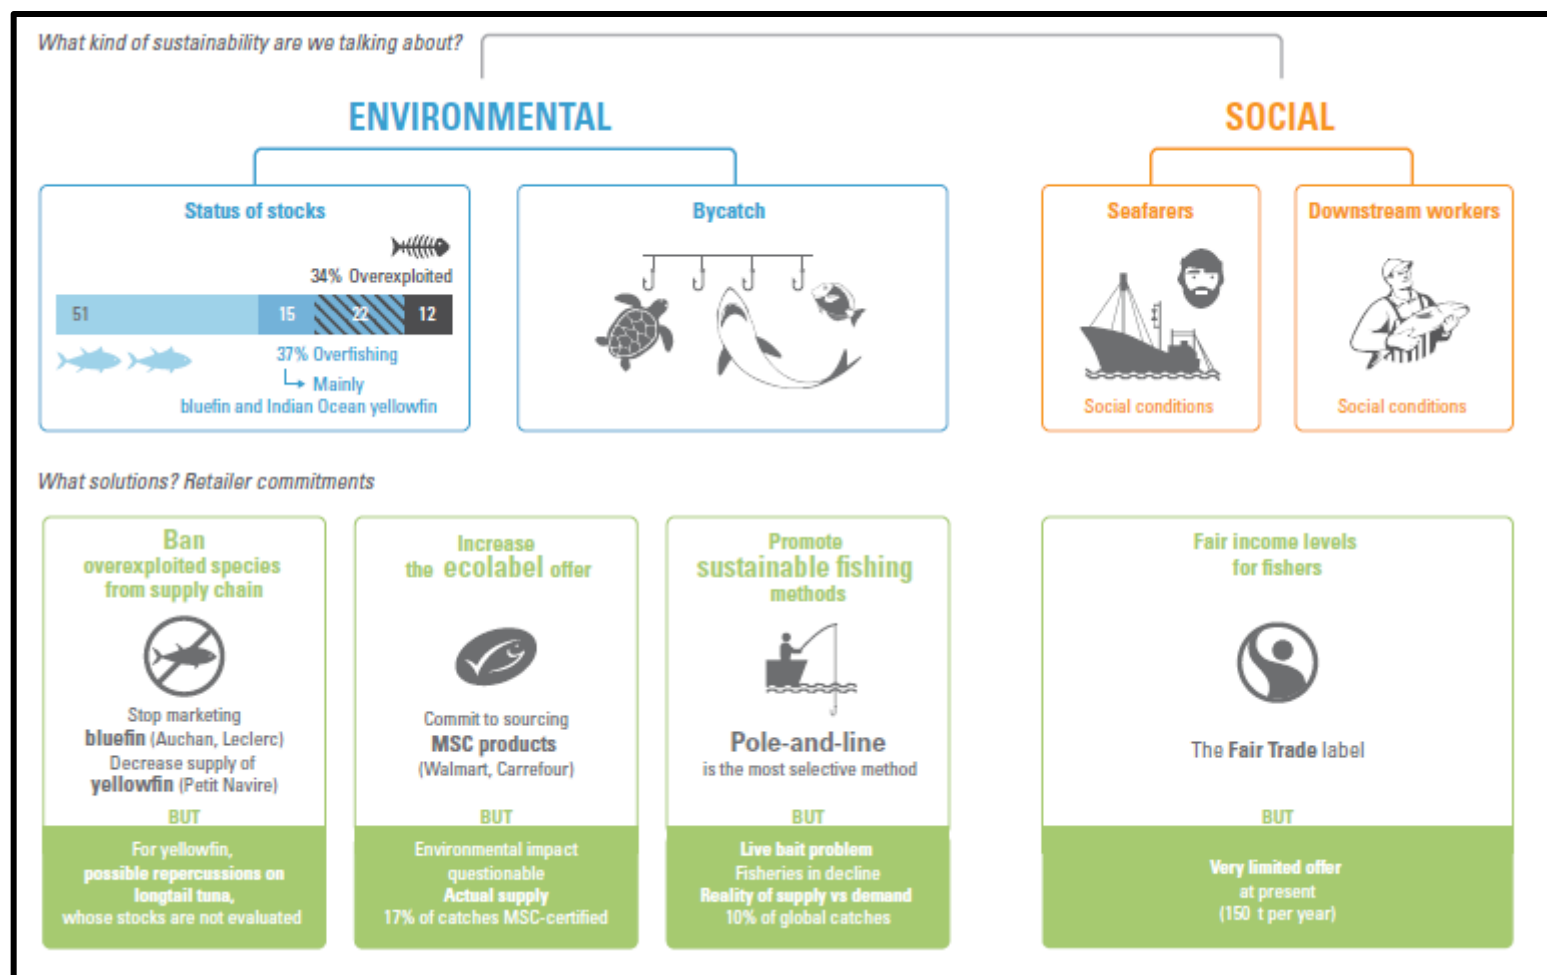 What kind of sustainability are we talking about?
ENVIRONMENTAL
SOCIAL
Status of stocks
34% Overexploited
51
15
22
12
37% Overfishing
Mainly
bluefin and Indian Ocean yellowfin
Bycatch
Seafarers
Social conditions
Downstream workers
Social conditions
What solutions? Retailer commitments
Ban
overexploited species
from supply chain
Stop marketing
bluefin (Auchan, Leclerc)
Decrease supply of
yellowfin (Petit Navire)
BUT
For yellowfin,
possible repercussions on
longtail tuna,
whose stocks are not evaluated
Increase
the ecolabel offer
Commit to sourcing
MSC products
(Walmart, Carrefour)
BUT
Environmental impact
questionable
Actual supply
17% of catches MSC-certified
Promote
sustainable fishing
methods
Pole-and-line
is the most selective method
BUT
Live bait problem
Fisheries in decline
Reality of supply vs demand
10% of global catches
Fair income levels
for fishers
The Fair Trade label
BUT
Very limited offer
at present
(150 t per year)